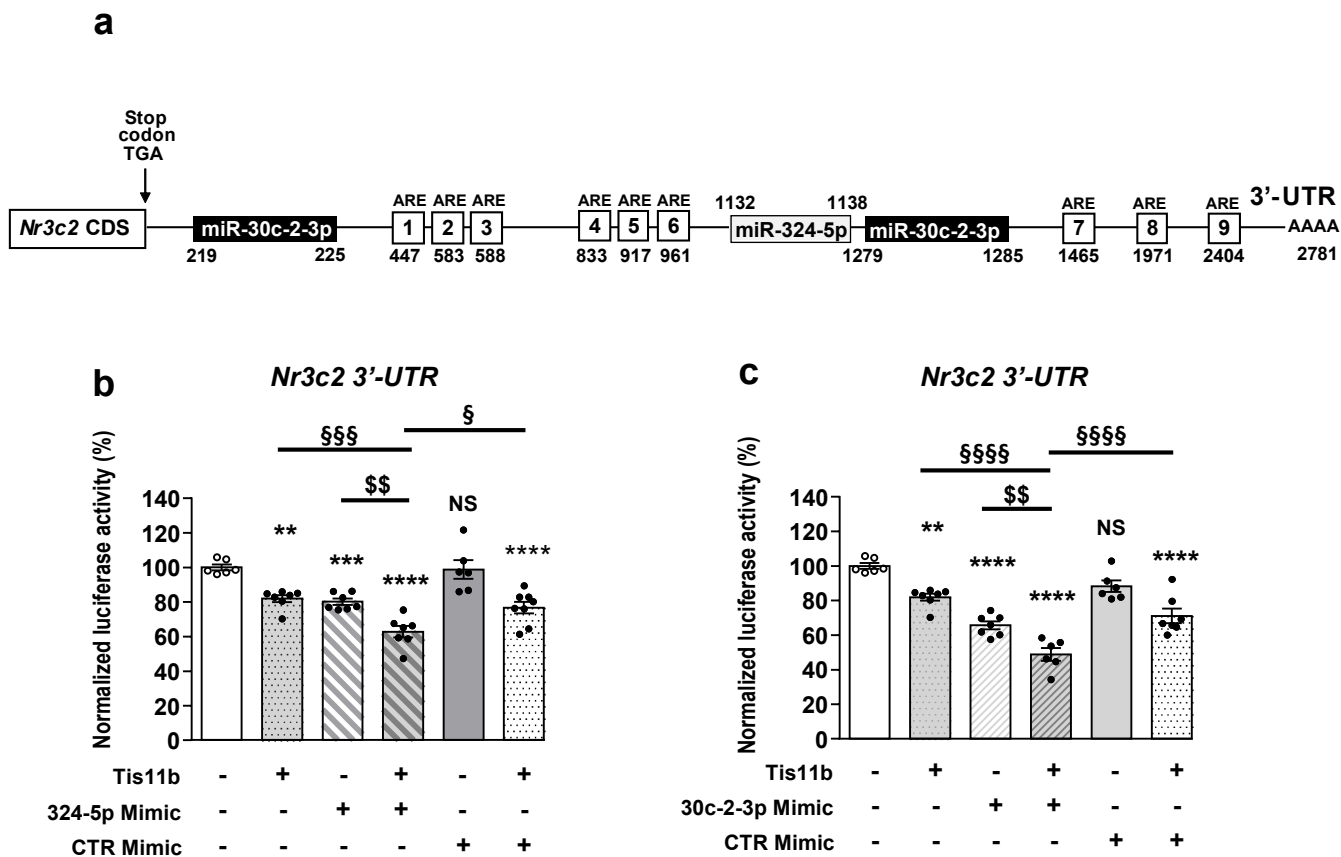 a
Stop
codon
TGA
Nr3c2 CDS
miR-30c-2-3p
219 225
ARE ARE ARE
1 2 3
447 583 588
ARE ARE ARE
4 5 6
833 917 961
1132 1138
miR-324-5p
miR-30c-2-3p
1279 1285
ARE ARE ARE
7 8 9
1465 1971 2404
3'-UTR
AAAA
2781
b
Nr3c2 3'-UTR
Normalized luciferase activity (%)
§§§ §
$$
NS
** *** **** ****
140
120
100
80
60
40
20
0
Tis11b - + - + - +
324-5p Mimic - - + + - -
CTR Mimic - - - - + +
c
Nr3c2 3'-UTR
Normalized luciferase activity (%)
§§§§ §§§§
$$
NS
** **** **** ****
140
120
100
80
60
40
20
0
Tis11b - + - + - +
30c-2-3p Mimic - - + + - -
CTR Mimic - - - - + +